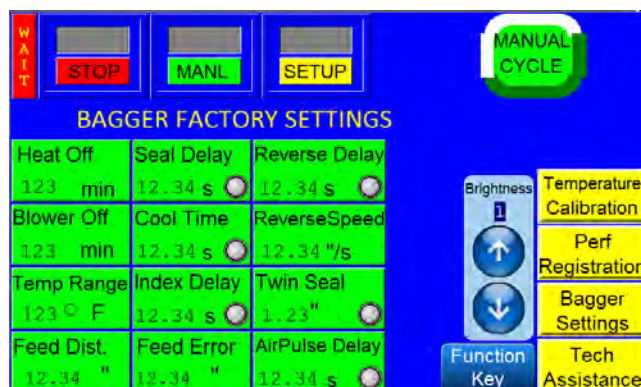 WAIT
STOP
MANL
SETUP
MANUAL
CYCLE
BAGGER FACTORY SETTINGS
Heat Off
123 min
Seal Delay
12.34 s
Reverse Delay
12.34 s
Blower Off
123 min
Cool Time
12.34 s
ReverseSpeed
12.34 "/s
Temp Range
123 ° F
Index Delay
12.34 s
Twin Seal
1.23"
Feed Dist.
12.34 "
Feed Error
12.34 "
AirPulse Delay
12.34 s
Brightness
1
Function
Key
Temperature
Calibration
Perf
Registration
Bagger
Settings
Tech
Assistance